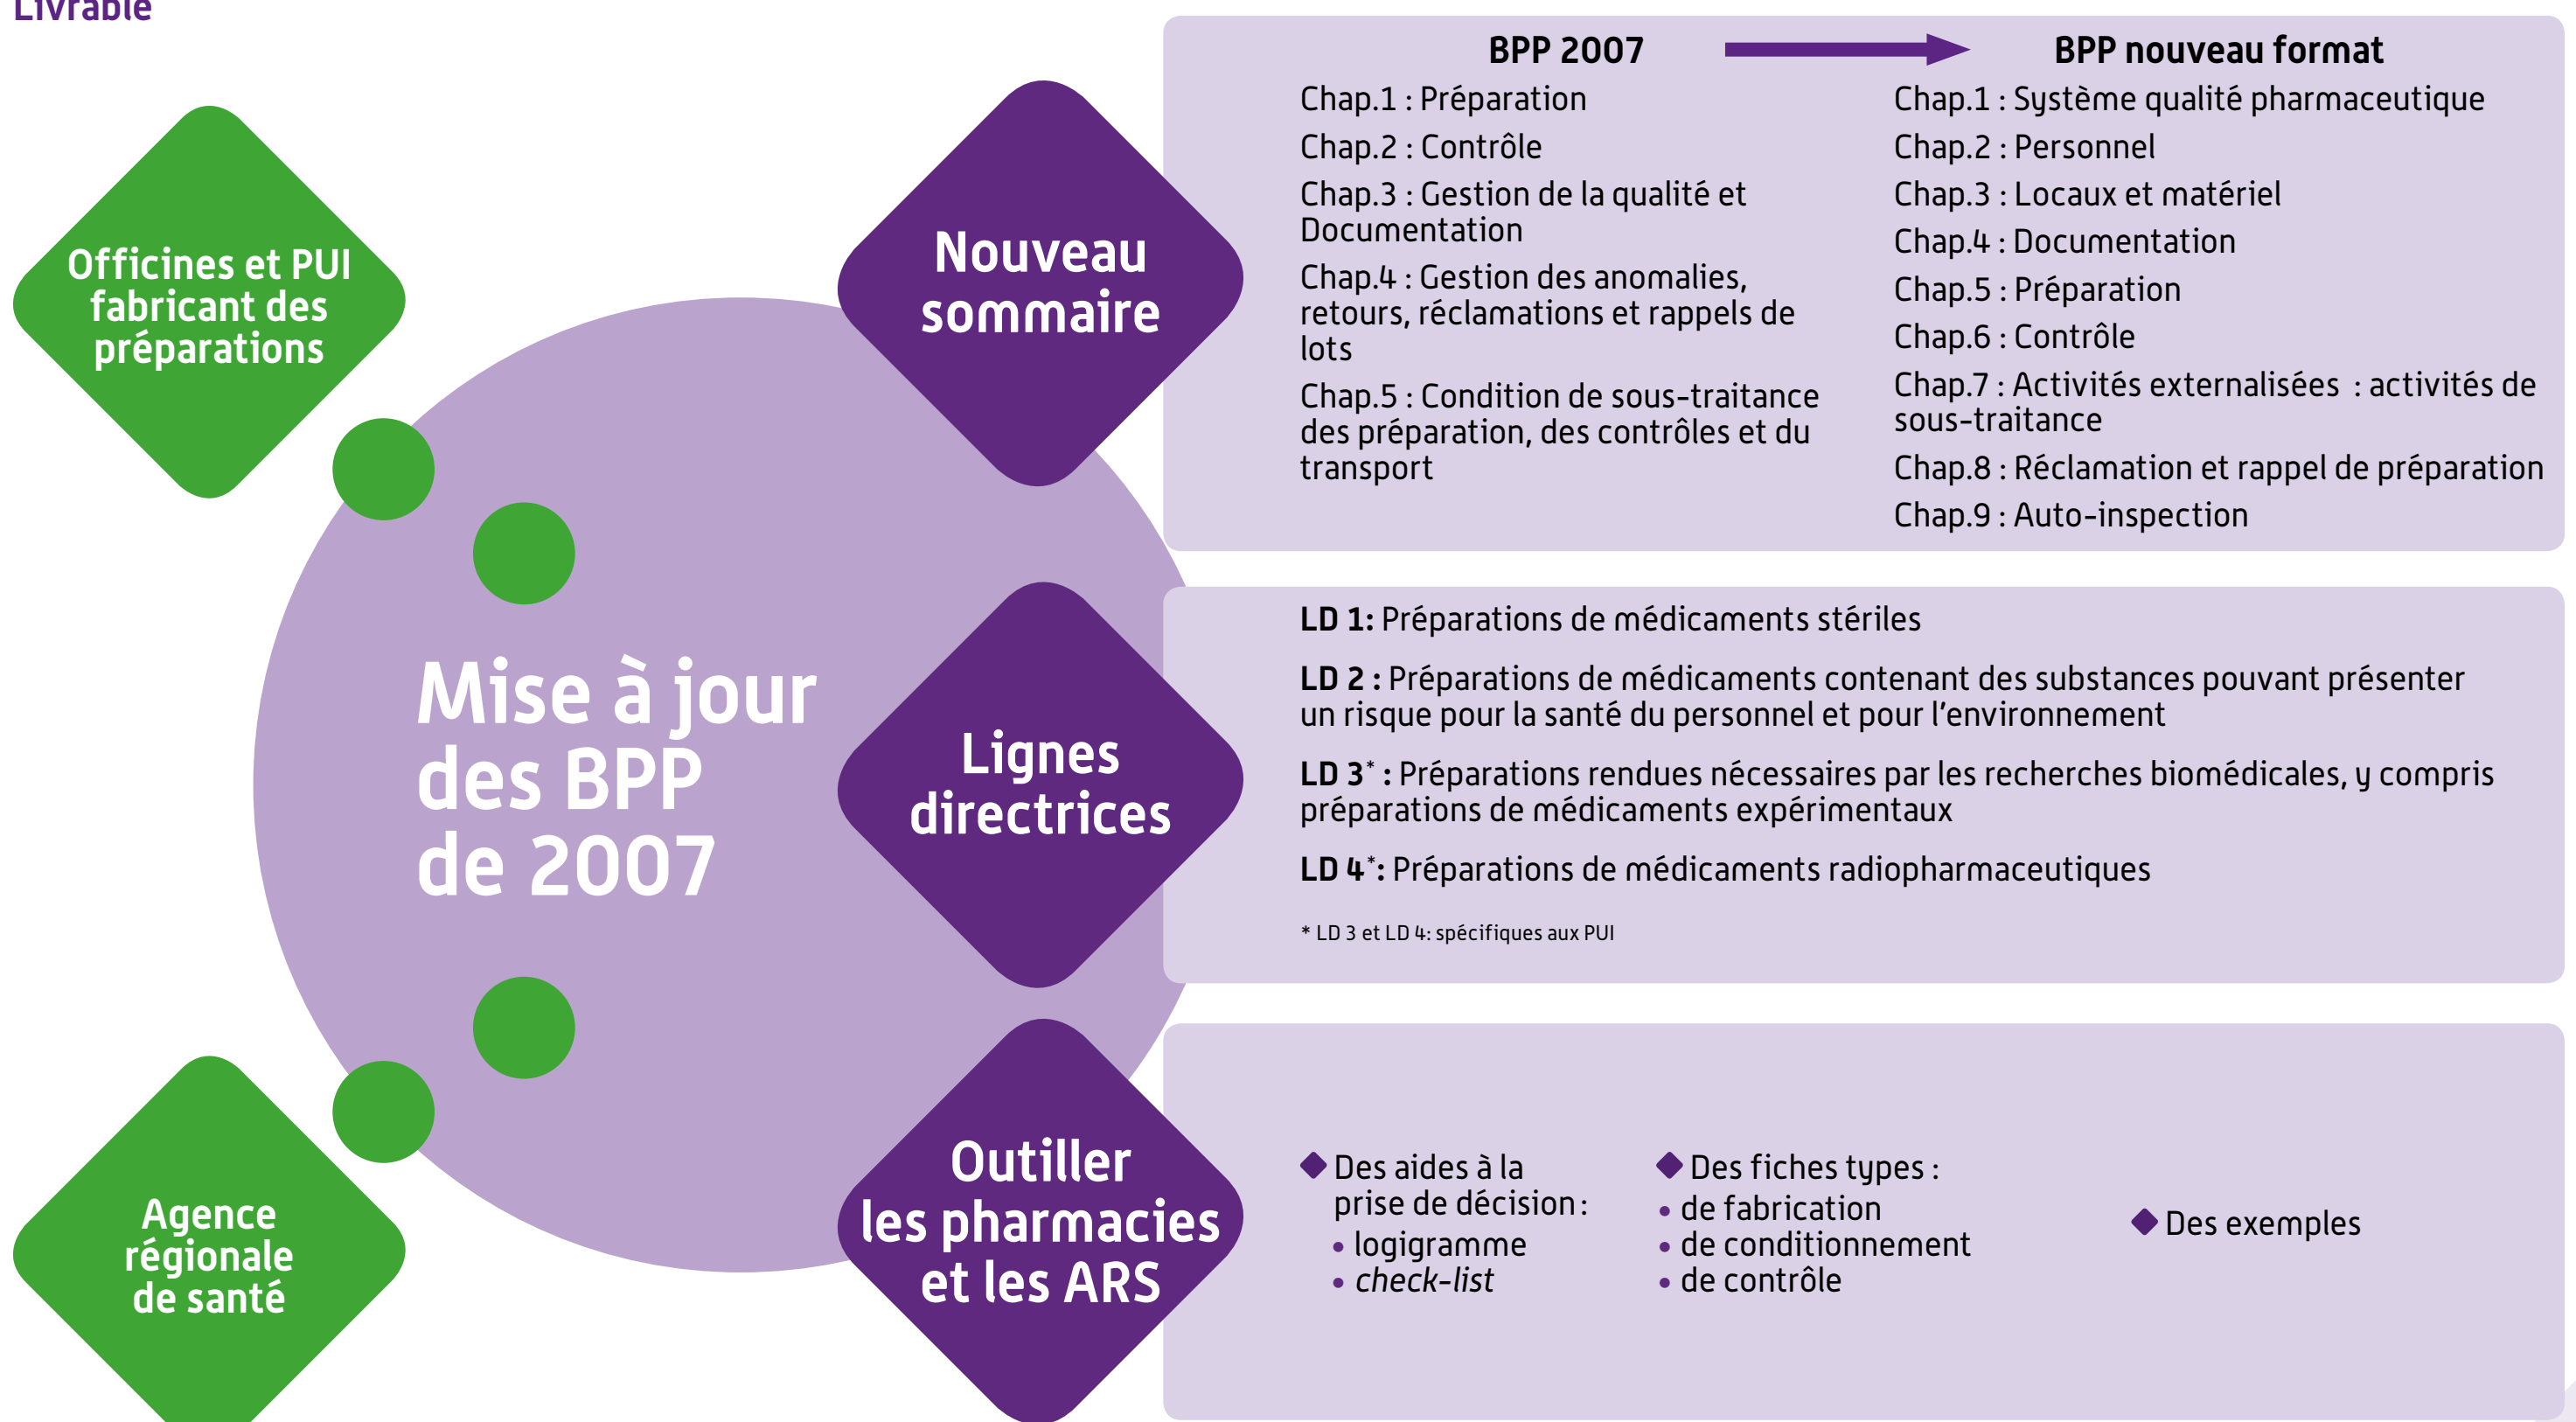 Livrable
Officines et PUI
fabricant des
préparations
Agence
régionale
de santé
Mise à jour
des BPP
de 2007
Nouveau
sommaire
BPP 2007
Chap.1 : Préparation
Chap.2 : Contrôle
Chap.3 : Gestion de la qualité et
Documentation
Chap.4 : Gestion des anomalies,
retours, réclamations et rappels de
lots
Chap.5 : Condition de sous-traitance
des préparation, des contrôles et du
transport
BPP nouveau format
Chap.1 : Système qualité pharmaceutique
Chap.2 : Personnel
Chap.3 : Locaux et matériel
Chap.4 : Documentation
Chap.5 : Préparation
Chap.6 : Contrôle
Chap.7 : Activités externalisées : activités de
sous-traitance
Chap.8 : Réclamation et rappel de préparation
Chap.9 : Auto-inspection
Lignes
directrices
LD 1: Préparations de médicaments stériles
LD 2 : Préparations de médicaments contenant des substances pouvant présenter
un risque pour la santé du personnel et pour l’environnement
LD 3* : Préparations rendues nécessaires par les recherches biomédicales, y compris
préparations de médicaments expérimentaux
LD 4*: Préparations de médicaments radiopharmaceutiques
* LD 3 et LD 4: spécifiques aux PUI
Outiller
les pharmacies
et les ARS
Des aides à la
prise de décision :
• logigramme
• check-list
Des fiches types :
• de fabrication
• de conditionnement
• de contrôle
Des exemples